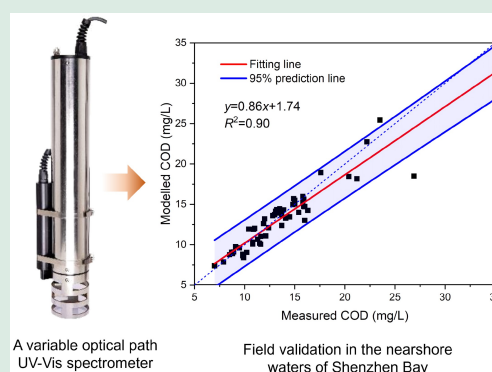 35
30
25
20
15
10
5
Modelled COD (mg/L)
Fitting line
95% prediction line
y=0.86x+1.74
R²=0.90
5
10
15
20
25
30
35
Measured COD (mg/L)
A variable optical path
UV-Vis spectrometer
Field validation in the nearshore
waters of Shenzhen Bay